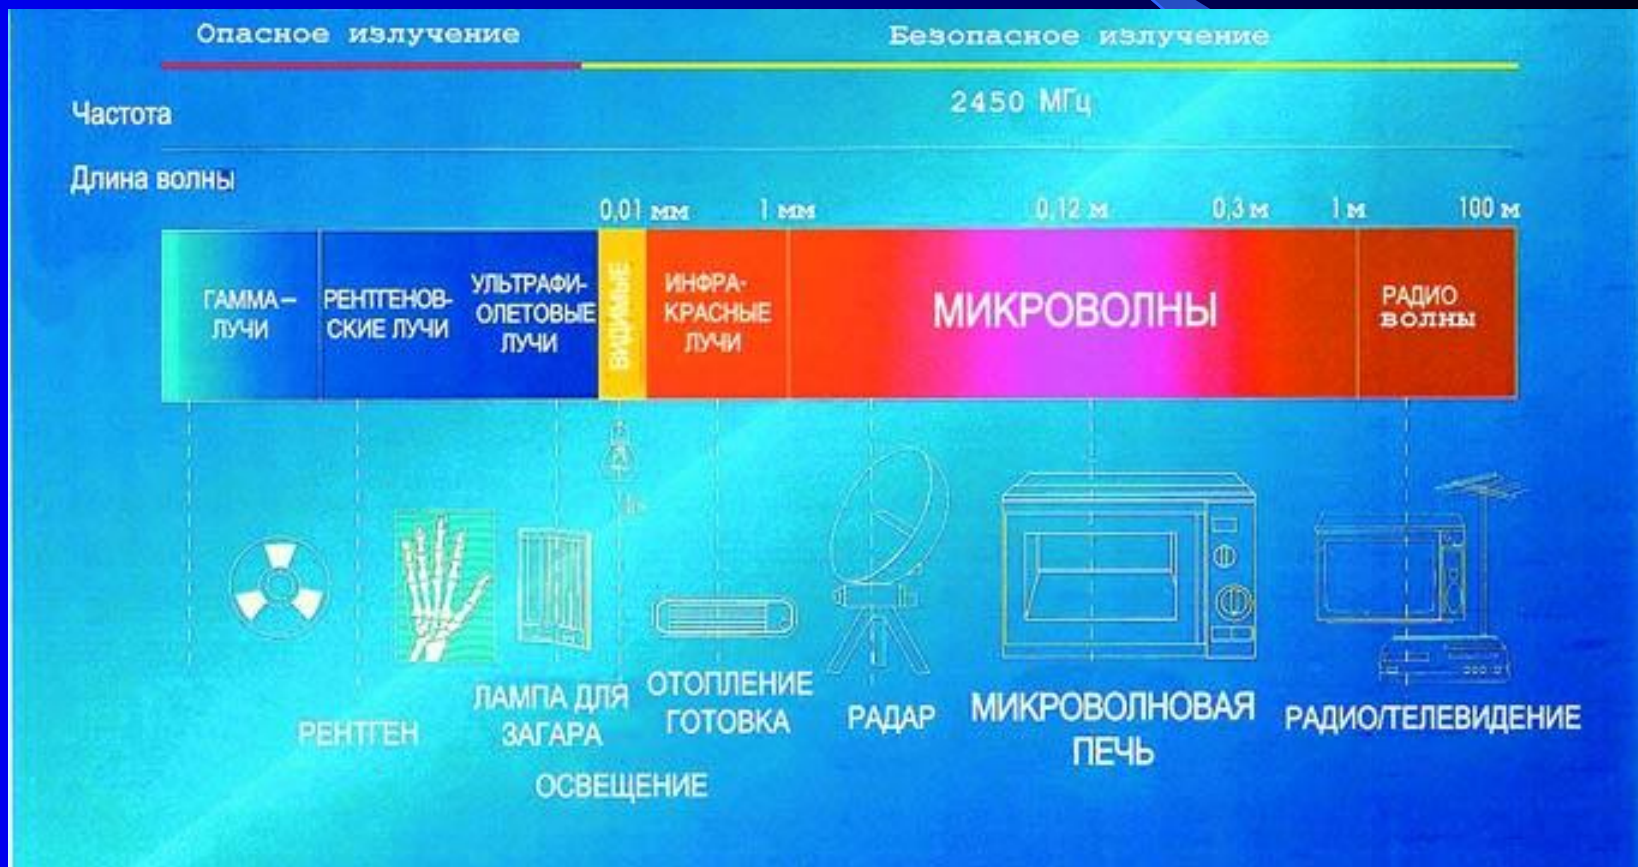 Опасное излучение
Безопасное излучение
Частота
2450 МГц
Длина волны
0,01 мм
1 мм
0,12 м
0,3 м
1 м
100 м
ГАММА–
ЛУЧИ
РЕНТГЕНОВ-
СКИЕ ЛУЧИ
УЛЬТРАФИ-
ОЛЕТОВЫЕ
ЛУЧИ
ВИДИМЫЕ
ИНФРА-
КРАСНЫЕ
ЛУЧИ
МИКРОВОЛНЫ
РАДИО
ВОЛНЫ
РЕНТГЕН
ЛАМПА ДЛЯ
ЗАГАРА
ОСВЕЩЕНИЕ
ОТОПЛЕНИЕ
ГОТОВКА
РАДАР
МИКРОВОЛНОВАЯ
ПЕЧЬ
РАДИО/ТЕЛЕВИДЕНИЕ